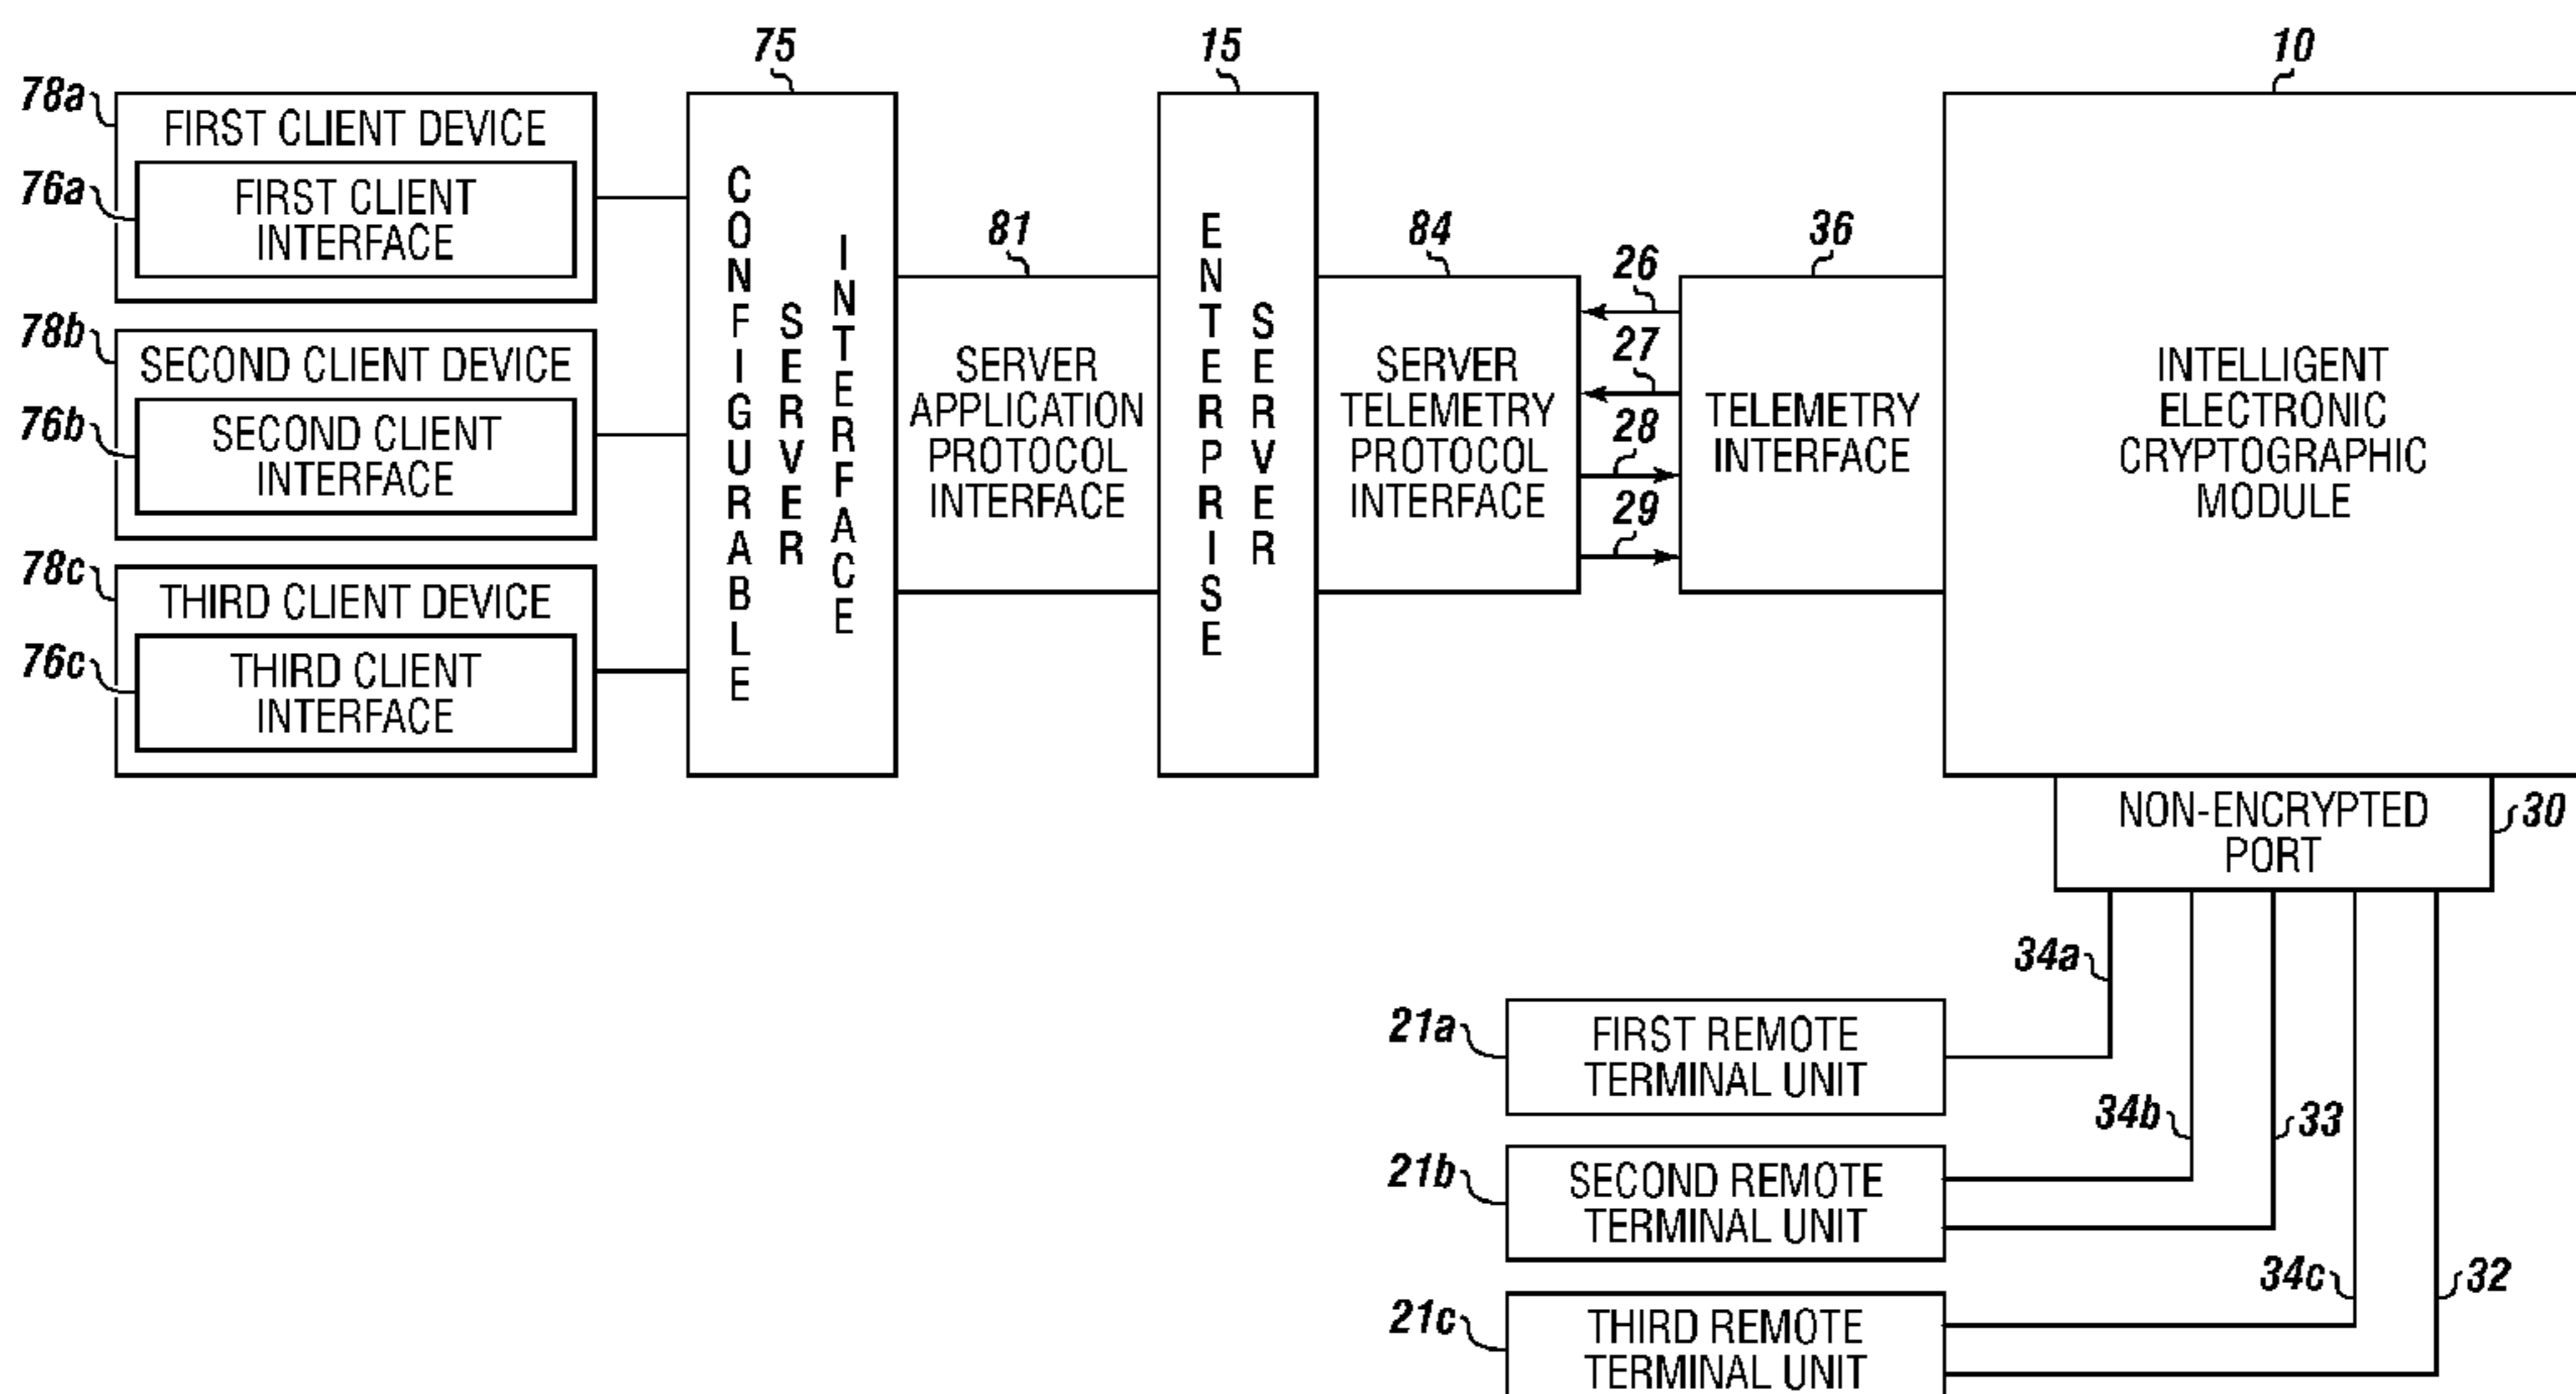 75
15
10
78a
FIRST CLIENT DEVICE
76a
FIRST CLIENT
INTERFACE
78b
SECOND CLIENT DEVICE
76b
SECOND CLIENT
INTERFACE
78c
THIRD CLIENT DEVICE
76c
THIRD CLIENT
INTERFACE
CONFIGURABLE
SERVER
INTERFACE
81
SERVER
APPLICATION
PROTOCOL
INTERFACE
ENTERPRISE
SERVER
84
SERVER
TELEMETRY
PROTOCOL
INTERFACE
26
27
28
29
36
TELEMETRY
INTERFACE
INTELLIGENT
ELECTRONIC
CRYPTOGRAPHIC
MODULE
NON-ENCRYPTED
PORT
30
34a
21a
FIRST REMOTE
TERMINAL UNIT
34b
33
21b
SECOND REMOTE
TERMINAL UNIT
34c
32
21c
THIRD REMOTE
TERMINAL UNIT